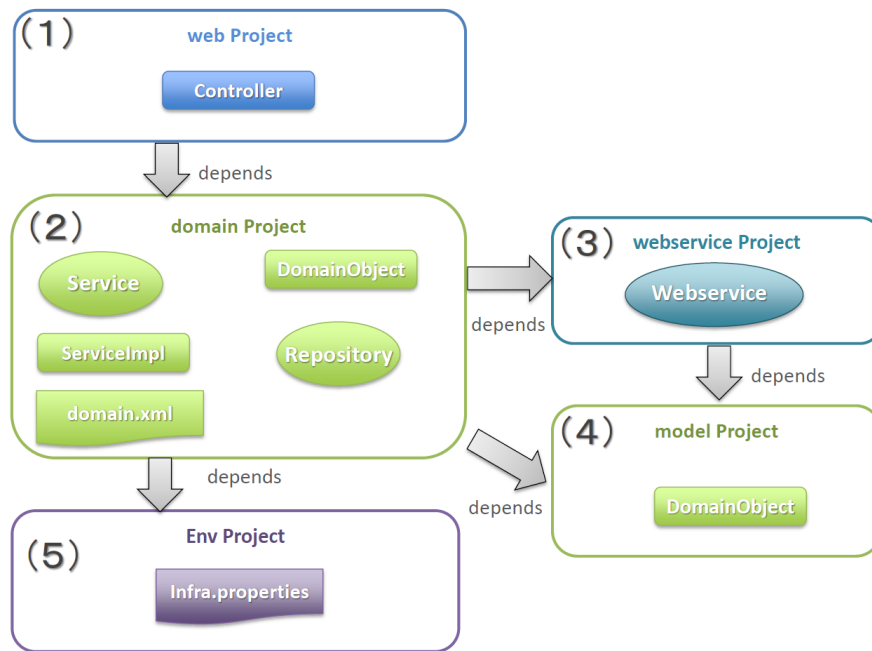 (1)
web Project
Controller
depends
(2)
domain Project
Service
DomainObject
ServiceImpl
Repository
domain.xml
depends
(3)
webservice Project
Webservice
depends
depends
(4)
model Project
DomainObject
depends
(5)
Env Project
Infra.properties